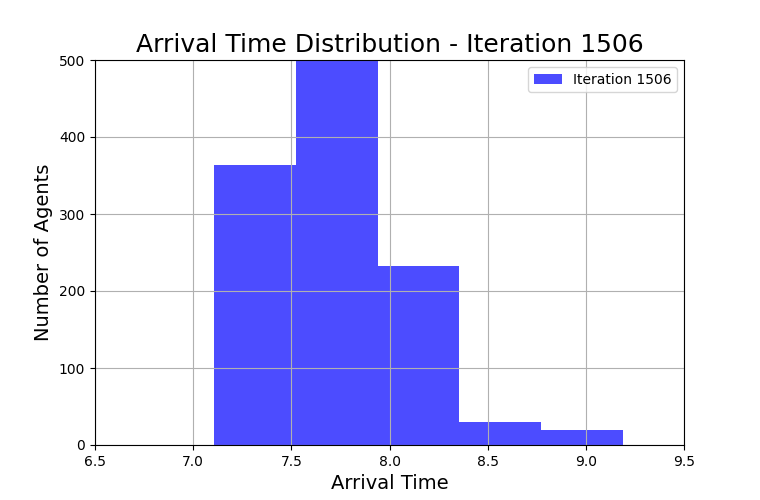 Arrival Time Distribution - Iteration 1506
Iteration 1506
500
400
300
200
100
0
Number of Agents
6.5 7.0 7.5 8.0 8.5 9.0 9.5
Arrival Time